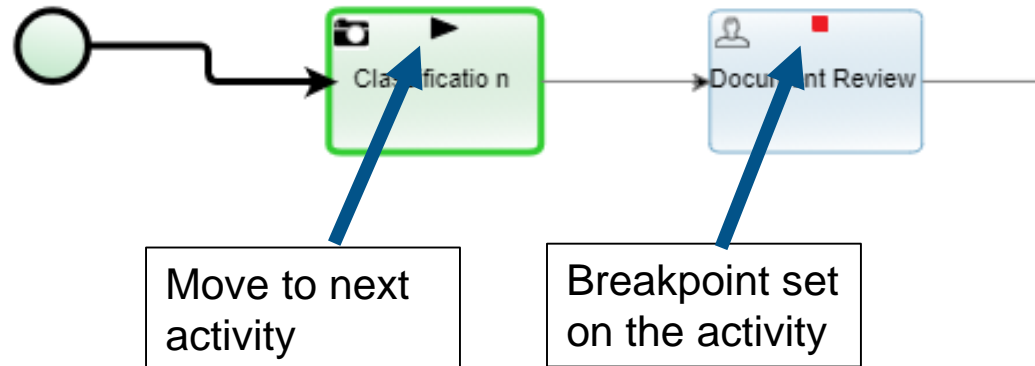 Classificatio n
Document Review
Move to next
activity
Breakpoint set
on the activity